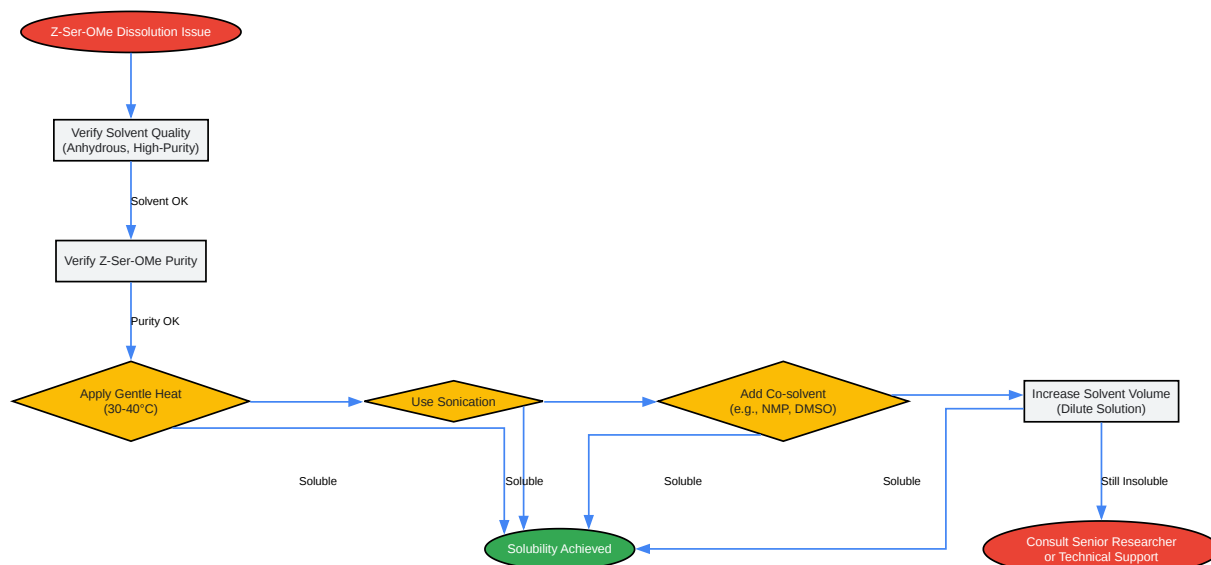 Z-Ser-OMe Dissolution Issue
Verify Solvent Quality
(Anhydrous, High-Purity)
Solvent OK
Verify Z-Ser-OMe Purity
Purity OK
Apply Gentle Heat
(30-40°C)
Use Sonication
Add Co-solvent
(e.g., NMP, DMSO)
Increase Solvent Volume
(Dilute Solution)
Soluble
Soluble
Soluble
Soluble
Still Insoluble
Solubility Achieved
Consult Senior Researcher
or Technical Support